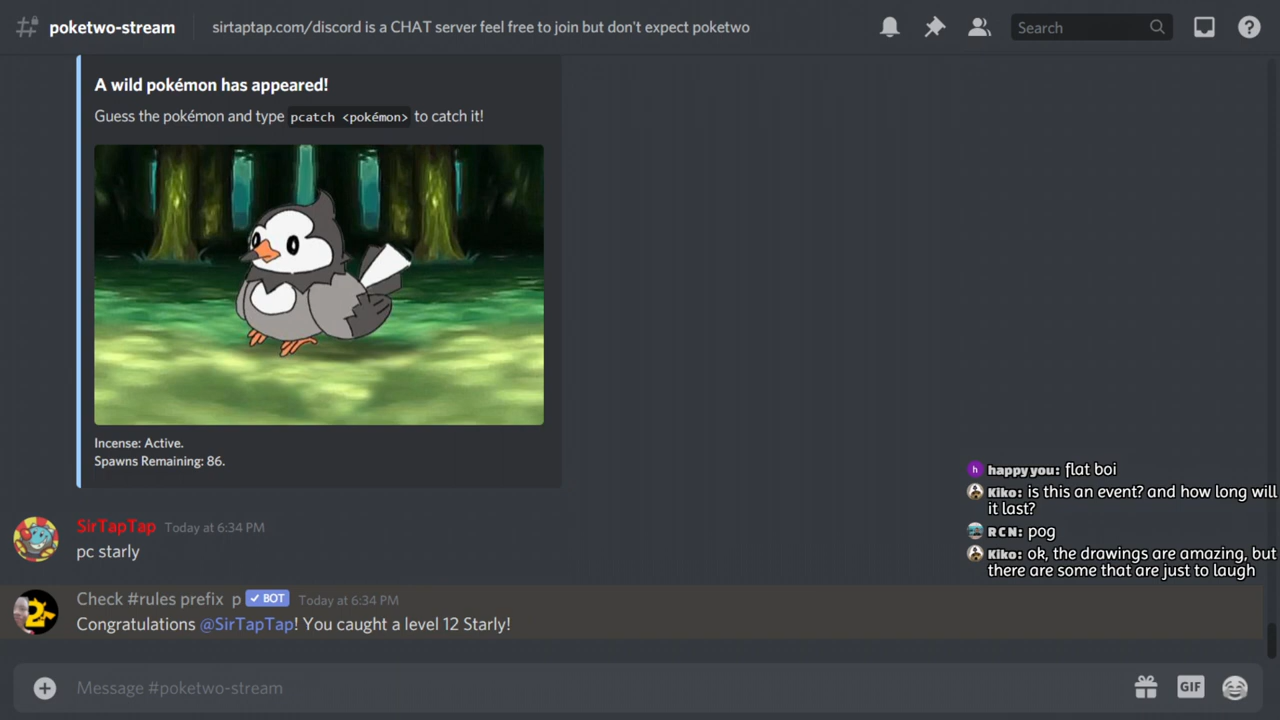 poketwo-stream
sirtaptap.com/discord is a CHAT server feel free to join but don't expect poketwo
Search
A wild pokémon has appeared!
Guess the pokémon and type pcatch <pokémon> to catch it!
Incense: Active.
Spawns Remaining: 86.
SirTapTap Today at 6:34 PM
pc starly
Check #rules prefix p BOT Today at 6:34 PM
Congratulations @SirTapTap! You caught a level 12 Starly!
h happy you: flat boi
Kiko: is this an event? and how long will
it last?
RCN: pog
Kiko: ok, the drawings are amazing, but
there are some that are just to laugh
Message #poketwo-stream
GIF